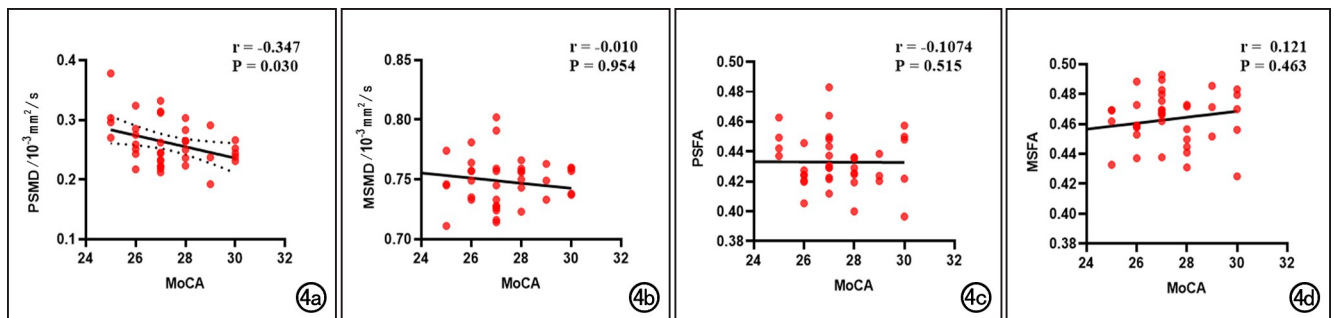 r = -0.347
P = 0.030
0.4
0.3
0.2
0.1
PSMD /10⁻³ mm²/s
24 26 28 30 32
MoCA
4a
r = -0.010
P = 0.954
0.85
0.80
0.75
0.70
MSMD /10⁻³ mm²/s
24 26 28 30 32
MoCA
4b
r = -0.1074
P = 0.515
0.50
0.48
0.46
0.44
0.42
0.40
0.38
PSFA
24 26 28 30 32
MoCA
4c
r = 0.121
P = 0.463
0.50
0.48
0.46
0.44
0.42
0.40
0.38
MSFA
24 26 28 30 32
MoCA
4d